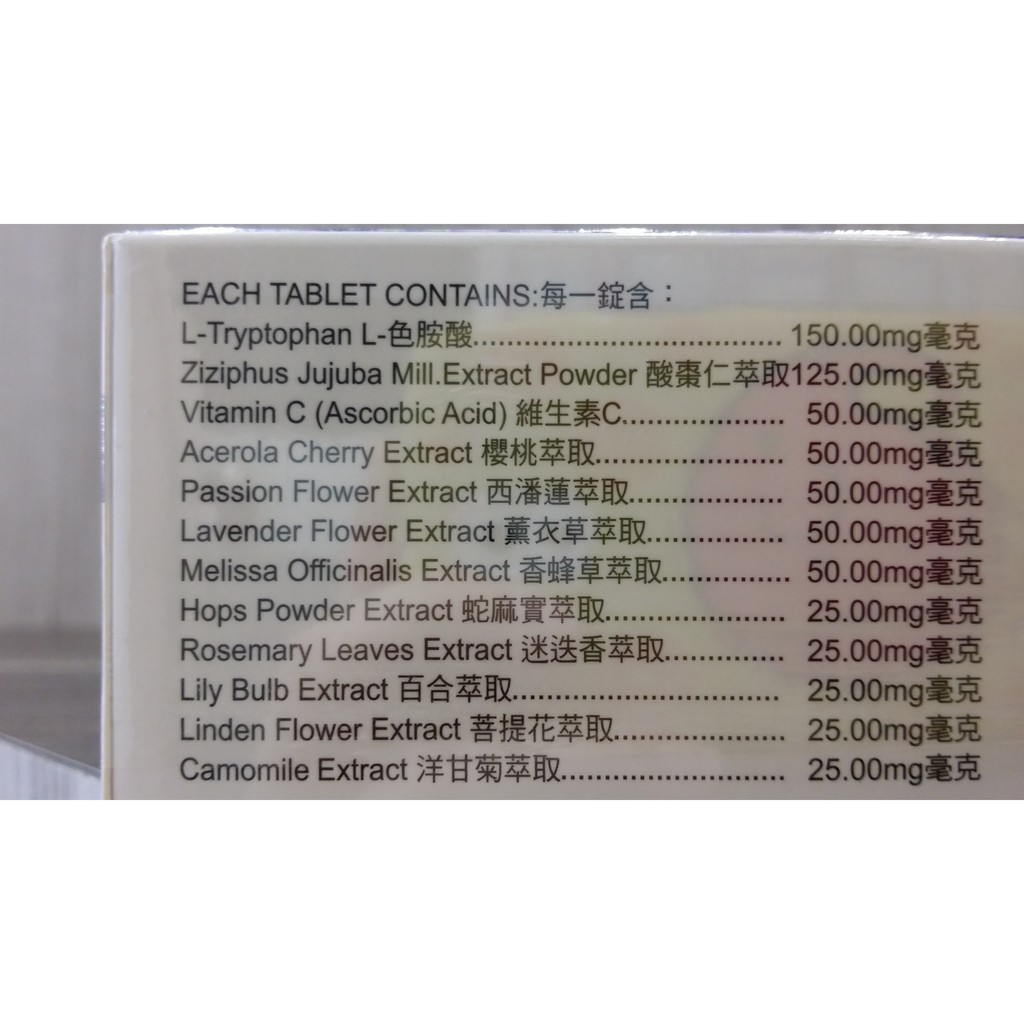 EACH TABLET CONTAINS:每一錠含：
L-Tryptophan L-色胺酸.................................... 150.00mg毫克
Ziziphus Jujuba Mill.Extract Powder 酸棗仁萃取125.00mg毫克
Vitamin C (Ascorbic Acid) 維生素C................... 50.00mg毫克
Acerola Cherry Extract 櫻桃萃取...................... 50.00mg毫克
Passion Flower Extract 西潘蓮萃取.................. 50.00mg毫克
Lavender Flower Extract 薰衣草萃取................ 50.00mg毫克
Melissa Officinalis Extract 香蜂草萃取............... 50.00mg毫克
Hops Powder Extract 蛇麻實萃取..................... 25.00mg毫克
Rosemary Leaves Extract 迷迭香萃取.............. 25.00mg毫克
Lily Bulb Extract 百合萃取............................... 25.00mg毫克
Linden Flower Extract 菩提花萃取.................... 25.00mg毫克
Camomile Extract 洋甘菊萃取.......................... 25.00mg毫克